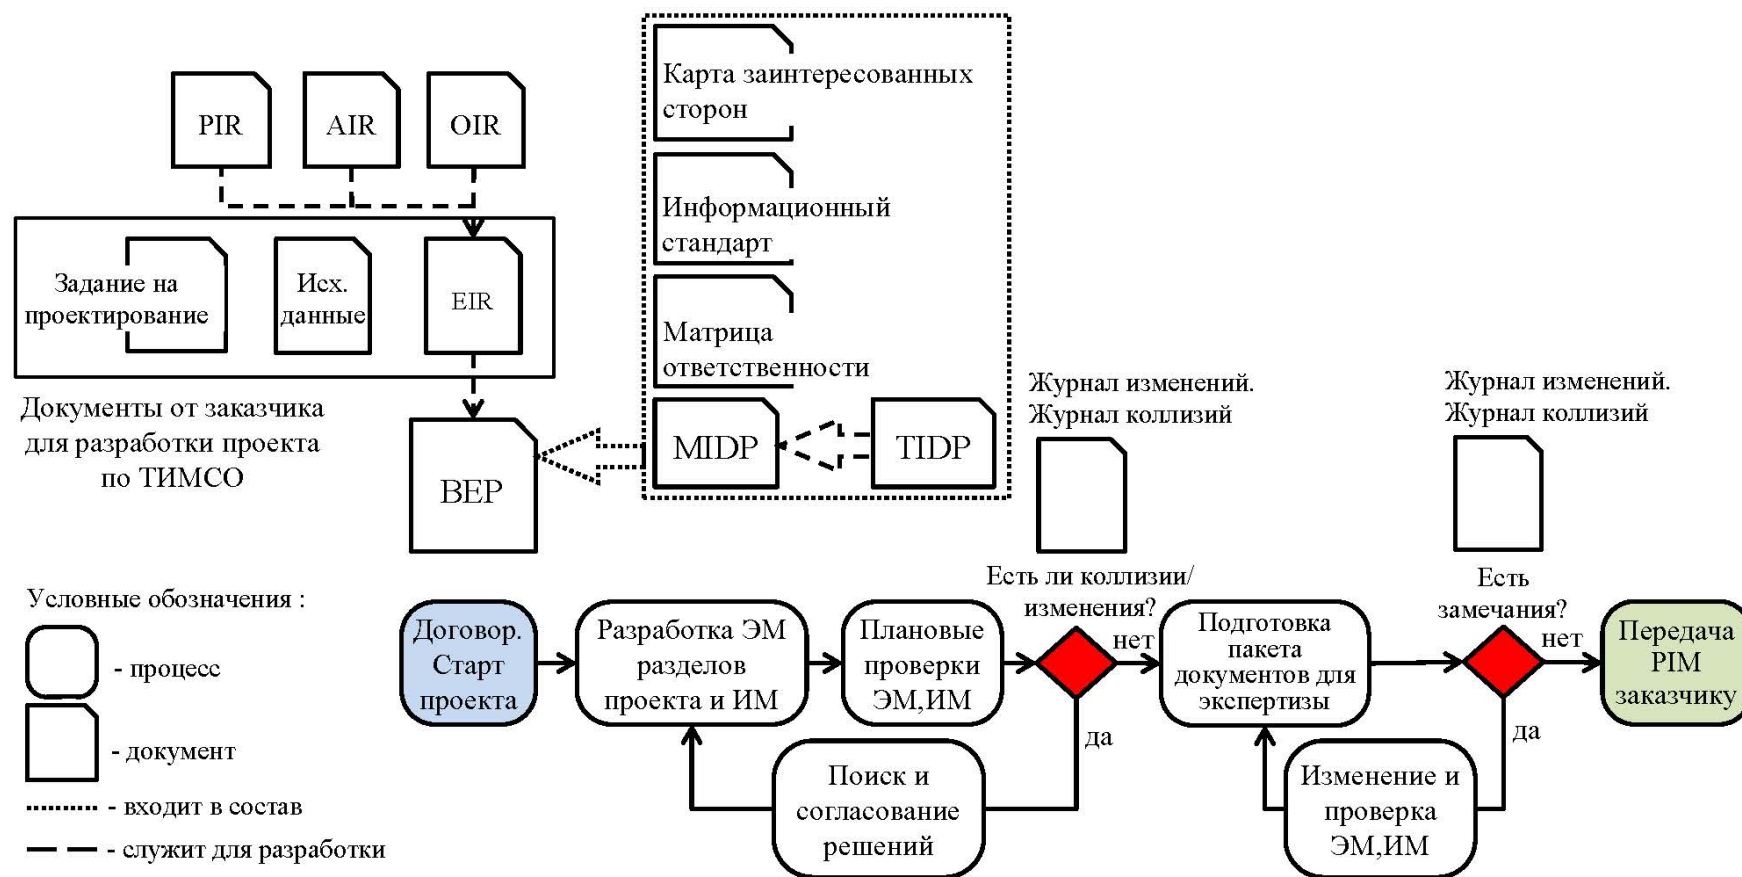 PIR
AIR
OIR
Задание на
проектирование
Исх.
данные
EIR
Документы от заказчика
для разработки проекта
по ТИМСО
BEP
Карта заинтересованных
сторон
Информационный
стандарт
Матрица
ответственности
MIDP
TIDP
Журнал изменений.
Журнал коллизий
Журнал изменений.
Журнал коллизий
Условные обозначения :
- процесс
- документ
- входит в состав
- служит для разработки
Договор.
Старт
проекта
Разработка ЭМ
разделов
проекта и ИМ
Плановые
проверки
ЭМ,ИМ
Есть ли коллизии/
изменения?
нет
да
Поиск и
согласование
решений
Подготовка
пакета
документов для
экспертизы
Есть
замечания?
нет
да
Изменение и
проверка
ЭМ,ИМ
Передача
PIM
заказчику